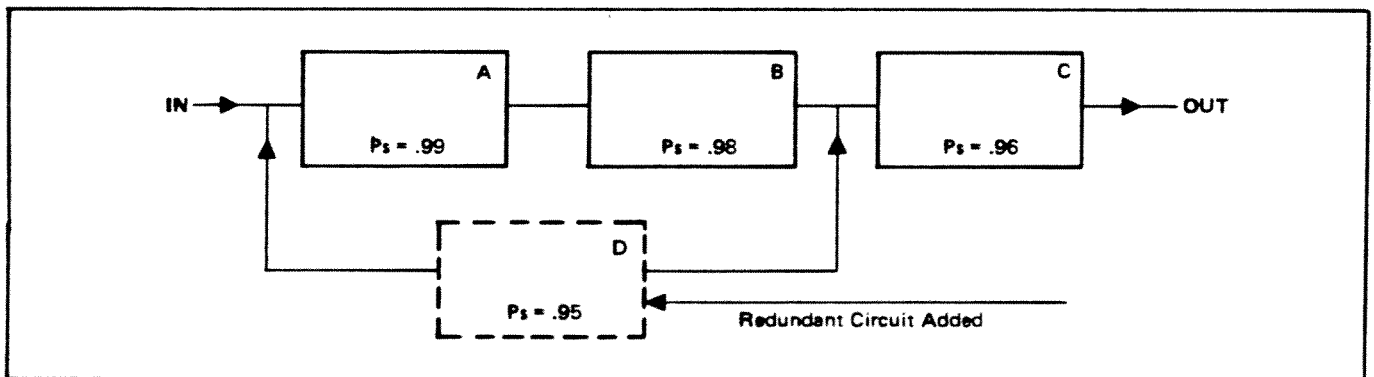 A B C
IN OUT
Ps = .99 Ps = .98 Ps = .96
D
Ps = .95
Redundant Circuit Added